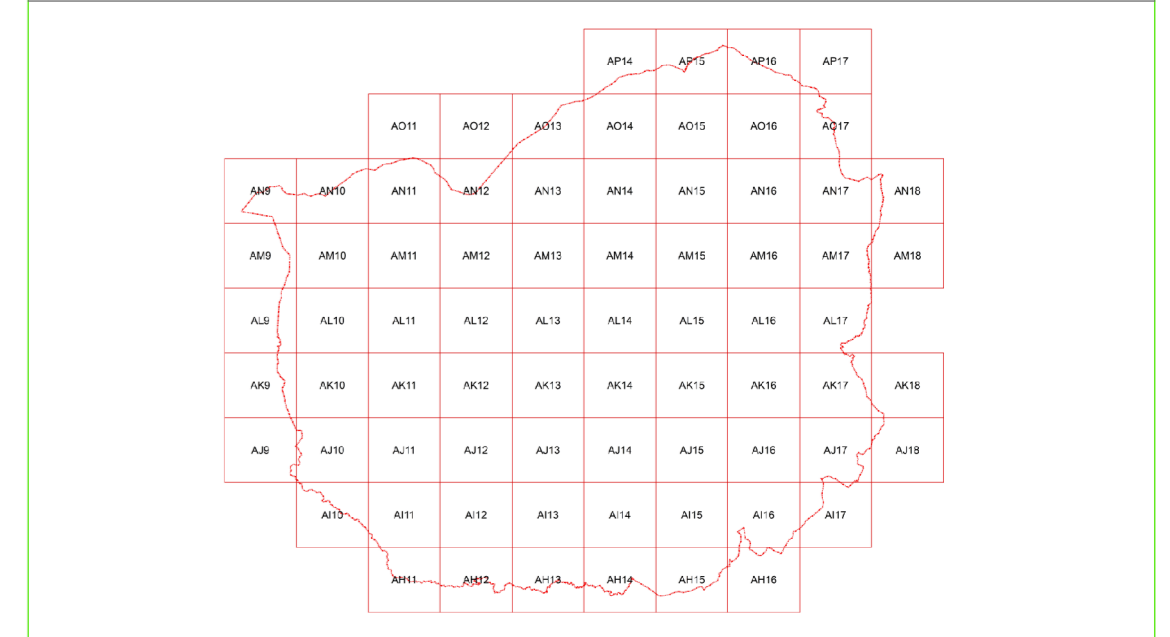 AP14 AP15 AP16 AP17
AO11 AO12 AO13 AO14 AO15 AO16 AO17
AN9 AN10 AN11 AN12 AN13 AN14 AN15 AN16 AN17 AN18
AM9 AM10 AM11 AM12 AM13 AM14 AM15 AM16 AM17 AM18
AL9 AL10 AL11 AL12 AL13 AL14 AL15 AL16 AL17
AK9 AK10 AK11 AK12 AK13 AK14 AK15 AK16 AK17 AK18
AJ9 AJ10 AJ11 AJ12 AJ13 AJ14 AJ15 AJ16 AJ17 AJ18
AI10 AI11 AI12 AI13 AI14 AI15 AI16 AI17
AH11 AH12 AH13 AH14 AH15 AH16